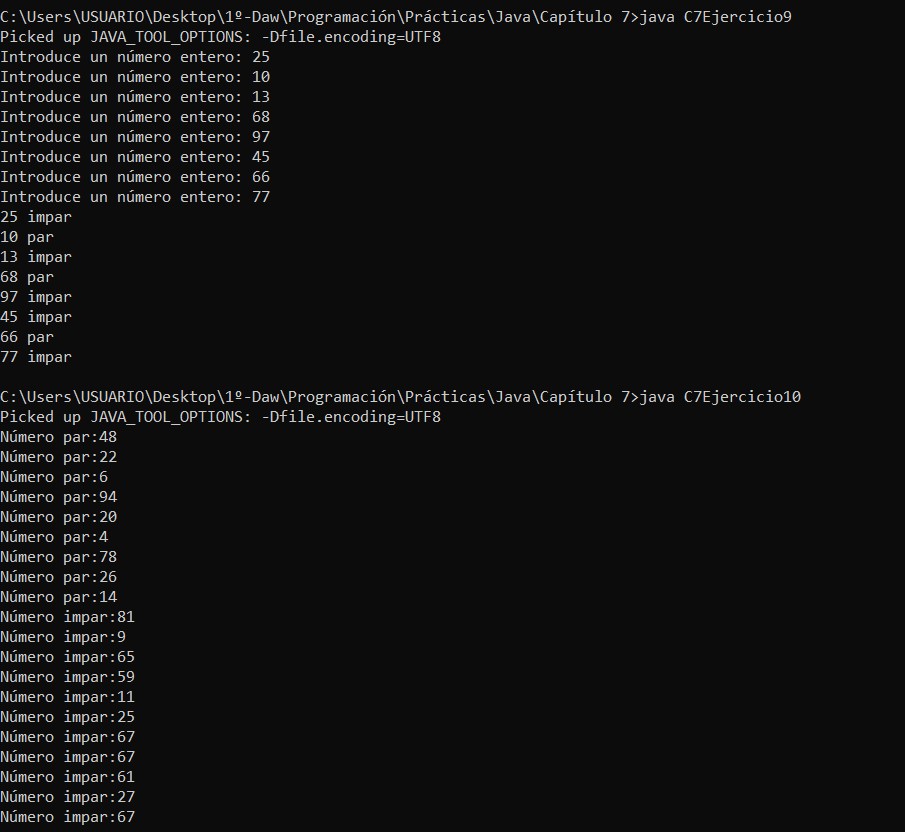 C:\Users\USUARIO\Desktop\1º-Daw\Programación\Prácticas\Java\Capítulo 7>java C7Ejercicio9
Picked up JAVA_TOOL_OPTIONS: -Dfile.encoding=UTF8
Introduce un número entero: 25
Introduce un número entero: 10
Introduce un número entero: 13
Introduce un número entero: 68
Introduce un número entero: 97
Introduce un número entero: 45
Introduce un número entero: 66
Introduce un número entero: 77
25 impar
10 par
13 impar
68 par
97 impar
45 impar
66 par
77 impar
C:\Users\USUARIO\Desktop\1º-Daw\Programación\Prácticas\Java\Capítulo 7>java C7Ejercicio10
Picked up JAVA_TOOL_OPTIONS: -Dfile.encoding=UTF8
Número par:48
Número par:22
Número par:6
Número par:94
Número par:20
Número par:4
Número par:78
Número par:26
Número par:14
Número impar:81
Número impar:9
Número impar:65
Número impar:59
Número impar:11
Número impar:25
Número impar:67
Número impar:67
Número impar:61
Número impar:27
Número impar:67